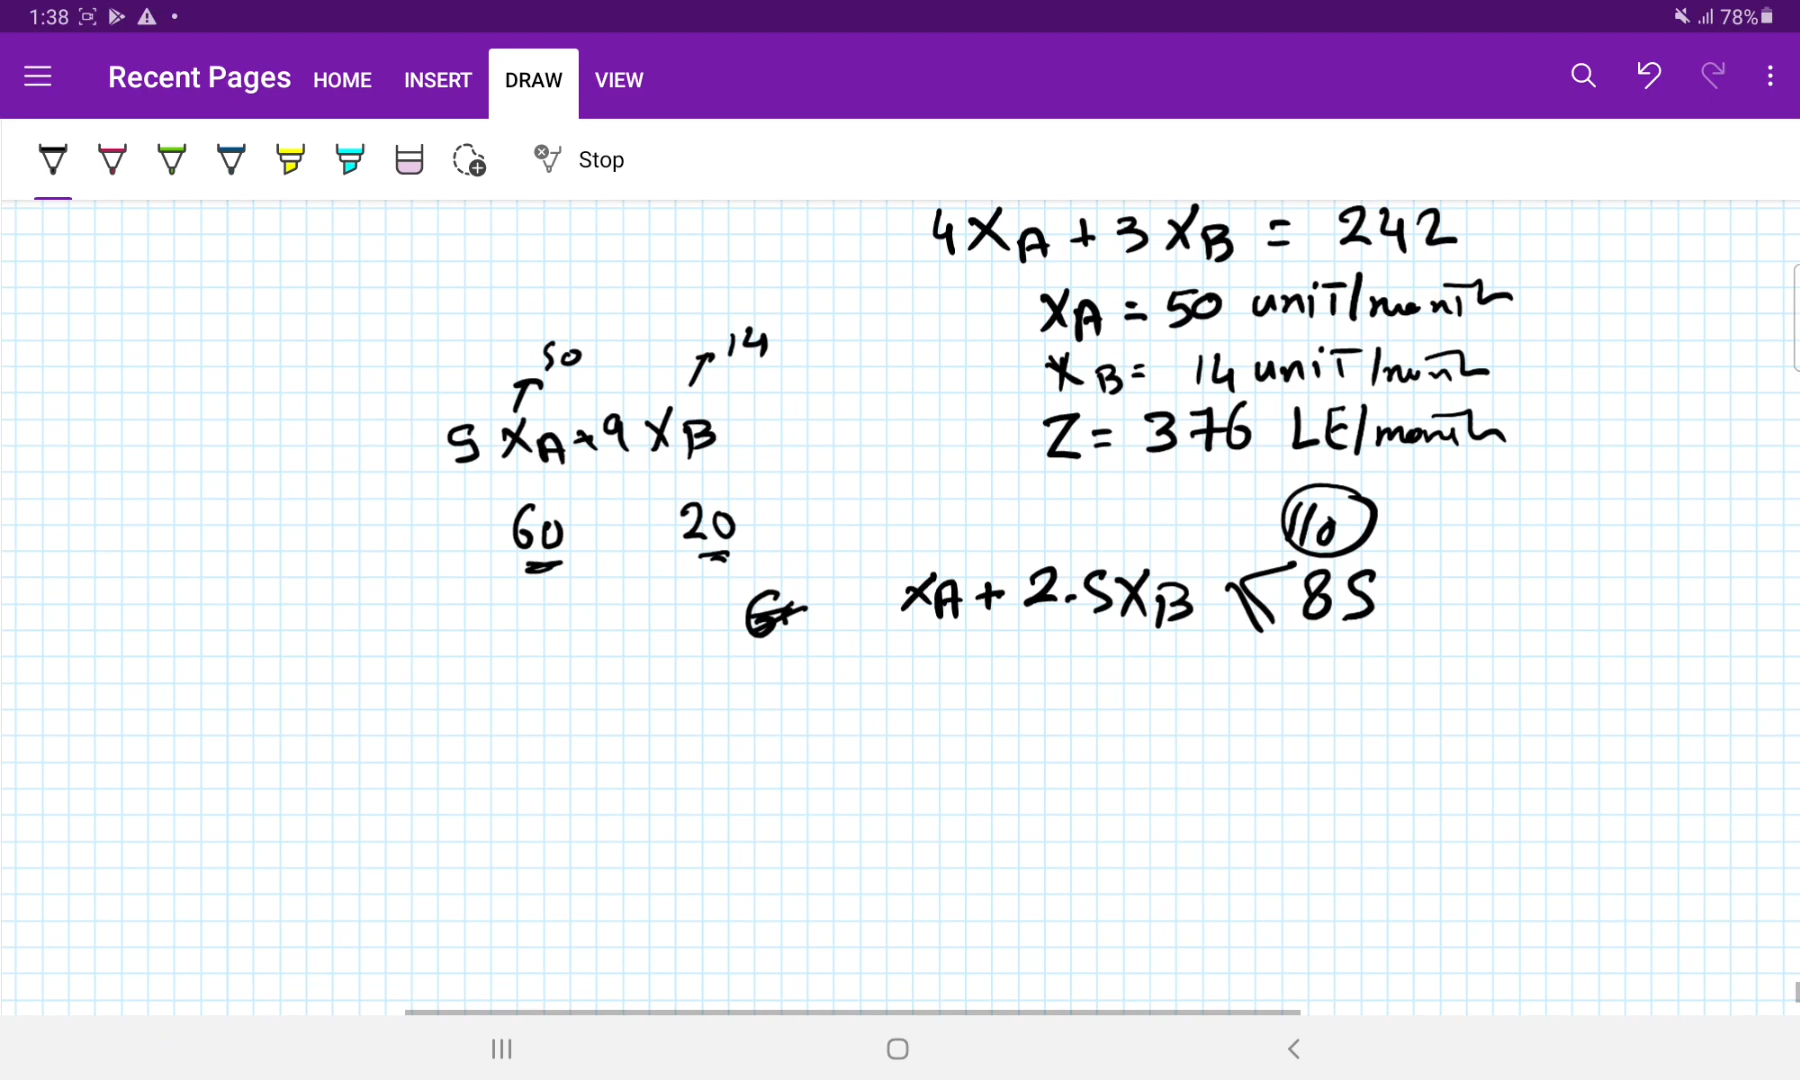 1:38
78%
Recent Pages HOME INSERT DRAW VIEW
Stop
4XA + 3XB = 242
XA = 50 unit/month
XB = 14 unit/month
Z = 376 LE/month
50 14
5XA + 9XB
60 20
110
XA + 2.5XB 85